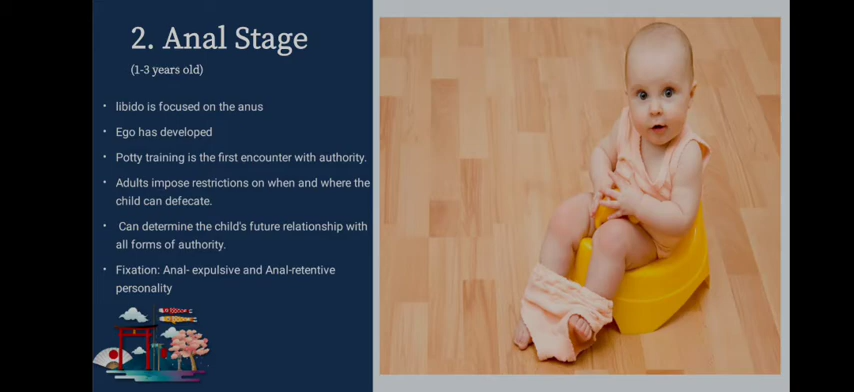 2. Anal Stage
(1-3 years old)
• libido is focused on the anus
• Ego has developed
• Potty training is the first encounter with authority.
• Adults impose restrictions on when and where the
child can defecate.
• Can determine the child's future relationship with
all forms of authority.
• Fixation: Anal- expulsive and Anal-retentive
personality